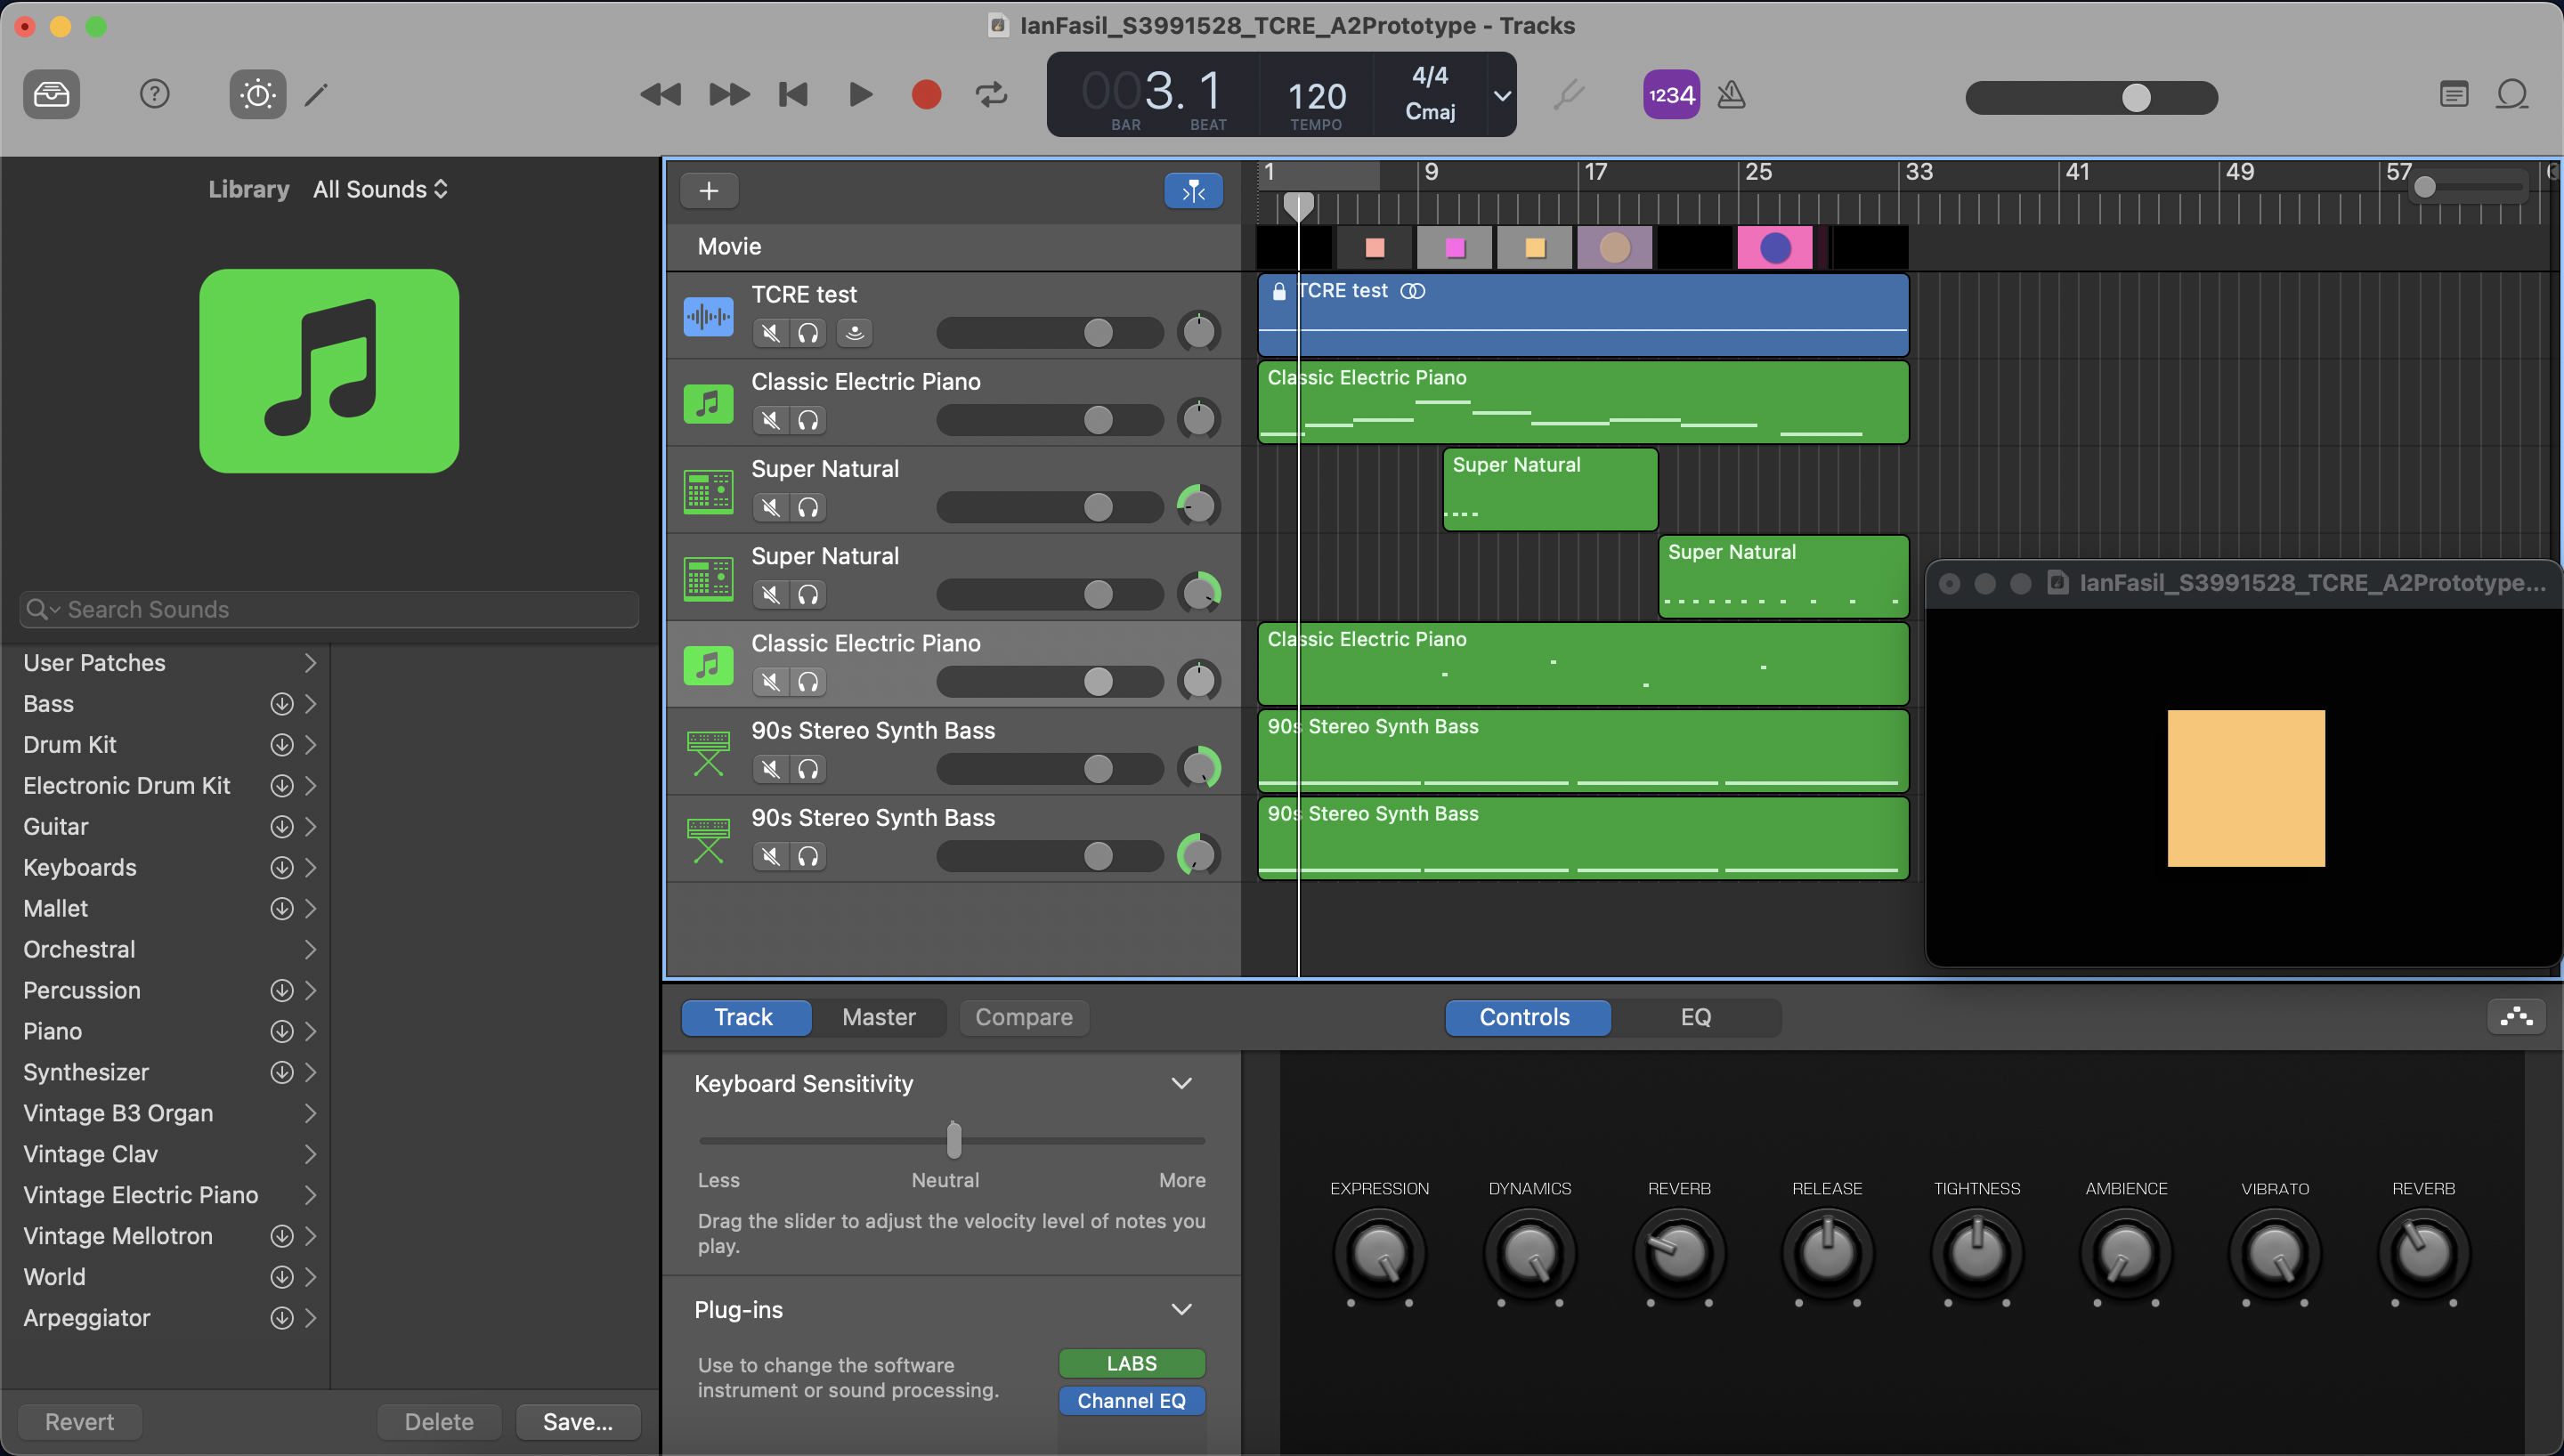 IanFasil_S3991528_TCRE_A2Prototype - Tracks
003. 1
BAR
BEAT
120
TEMPO
4/4
Cmaj
1234
Library
All Sounds
Search Sounds
User Patches
Bass
Drum Kit
Electronic Drum Kit
Guitar
Keyboards
Mallet
Orchestral
Percussion
Piano
Synthesizer
Vintage B3 Organ
Vintage Clav
Vintage Electric Piano
Vintage Mellotron
World
Arpeggiator
Revert
Delete
Save...
1
9
17
25
33
41
49
57
Movie
TCRE test
TCRE test
Classic Electric Piano
Classic Electric Piano
Super Natural
Super Natural
Super Natural
Super Natural
Classic Electric Piano
Classic Electric Piano
90s Stereo Synth Bass
90s Stereo Synth Bass
90s Stereo Synth Bass
90s Stereo Synth Bass
IanFasil_S3991528_TCRE_A2Prototype...
Track
Master
Compare
Controls
EQ
Keyboard Sensitivity
Less
Neutral
More
Drag the slider to adjust the velocity level of notes you
play.
Plug-ins
Use to change the software
instrument or sound processing.
LABS
Channel EQ
EXPRESSION
DYNAMICS
REVERB
RELEASE
TIGHTNESS
AMBIENCE
VIBRATO
REVERB